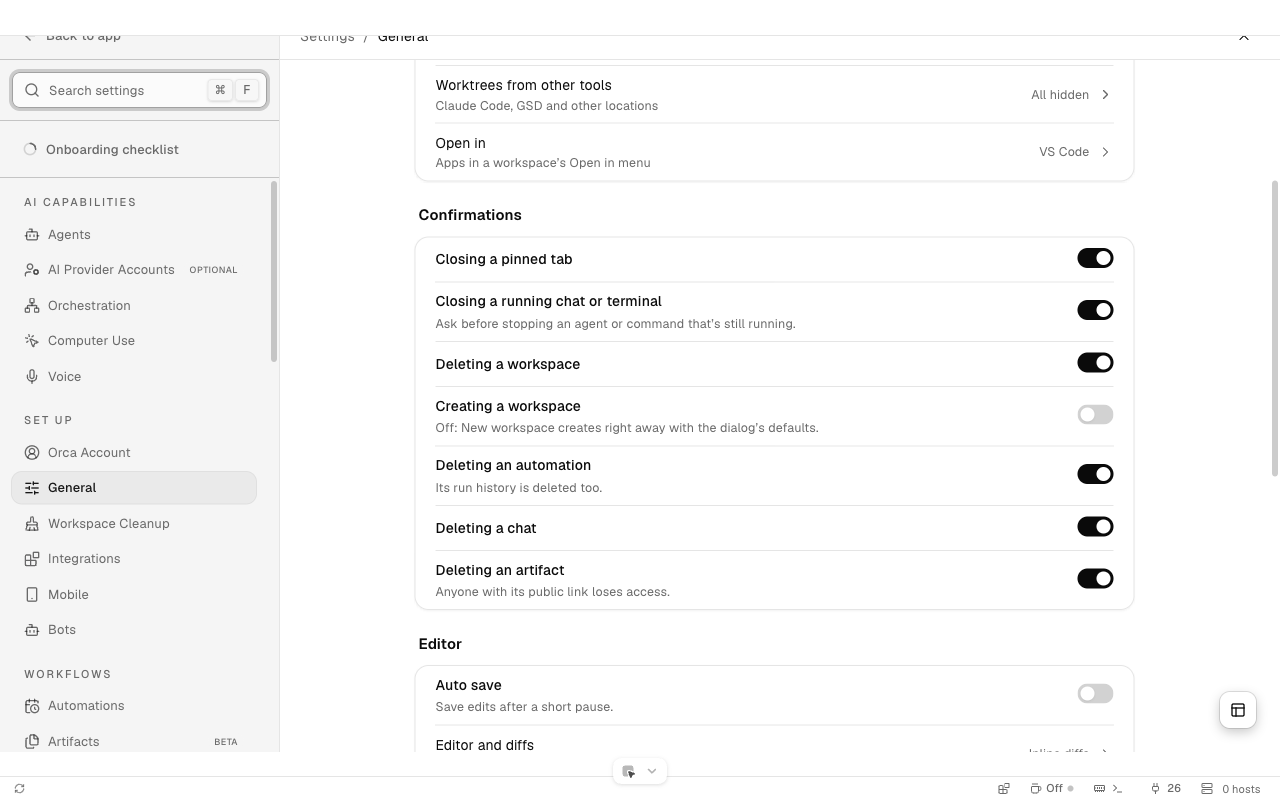 Back to app
Settings / General
Search settings ⌘ F
Onboarding checklist
AI CAPABILITIES
Agents
AI Provider Accounts OPTIONAL
Orchestration
Computer Use
Voice
SET UP
Orca Account
General
Workspace Cleanup
Integrations
Mobile
Bots
WORKFLOWS
Automations
Artifacts BETA
Worktrees from other tools
Claude Code, GSD and other locations
All hidden
Open in
Apps in a workspace's Open in menu
VS Code
Confirmations
Closing a pinned tab
Closing a running chat or terminal
Ask before stopping an agent or command that's still running.
Deleting a workspace
Creating a workspace
Off: New workspace creates right away with the dialog's defaults.
Deleting an automation
Its run history is deleted too.
Deleting a chat
Deleting an artifact
Anyone with its public link loses access.
Editor
Auto save
Save edits after a short pause.
Editor and diffs
Inline diffs
Off
26
0 hosts